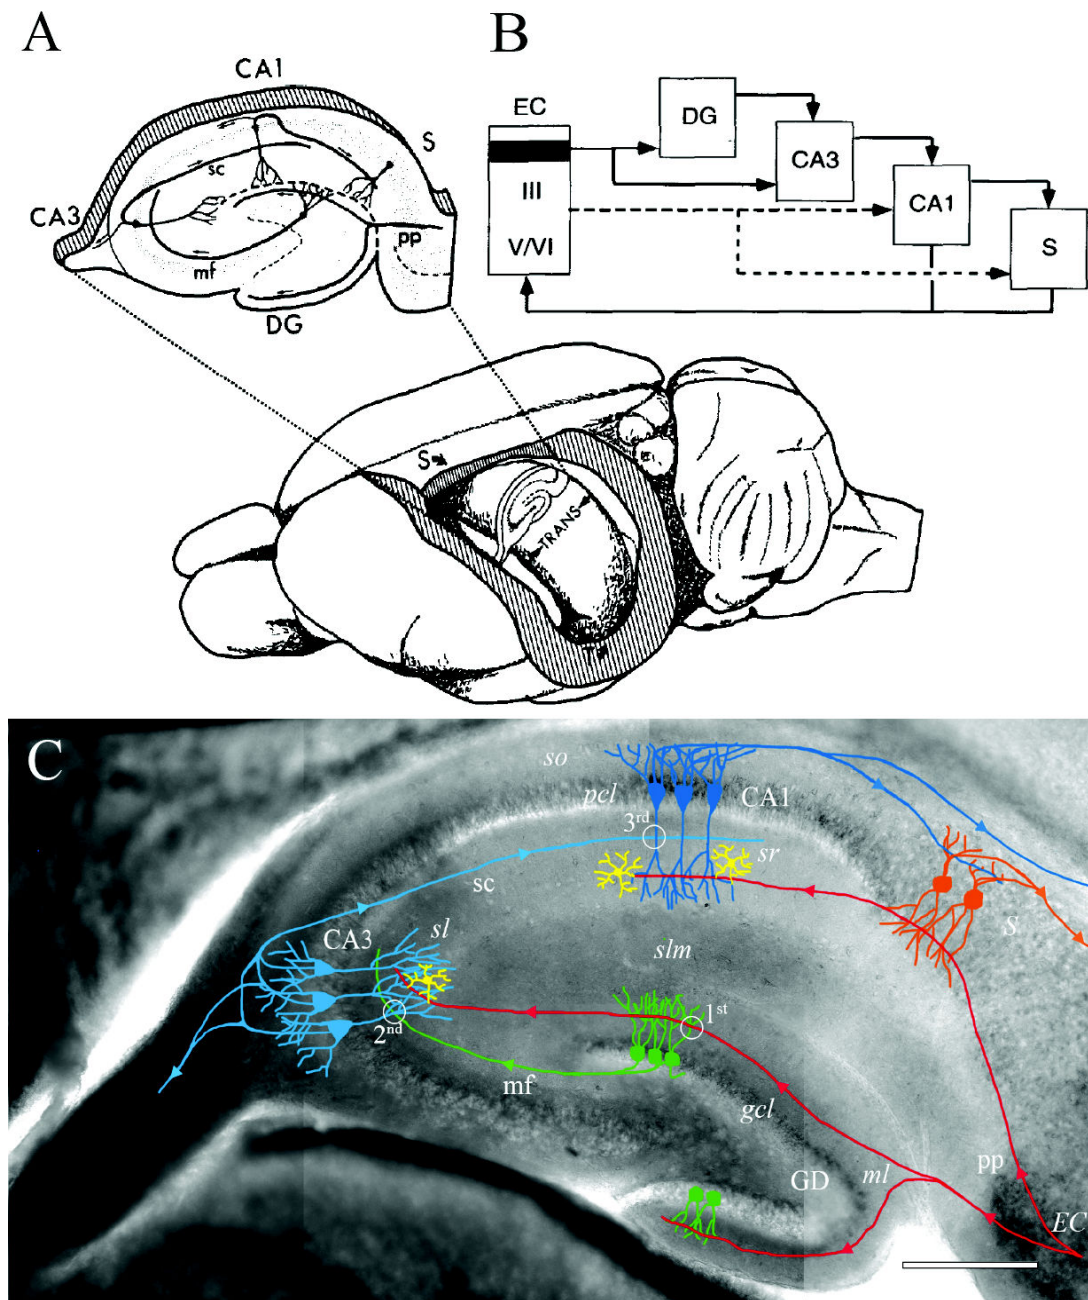 A
CA1
S
sc
CA3
pp
mf
DG
B
EC
DG
CA3
III
CA1
V/VI
S
S
TRANS
C
so
pcl
CA1
3rd
sr
sc
CA3
sl
S
slm
1st
2nd
mf
gcl
GD
ml
pp
EC